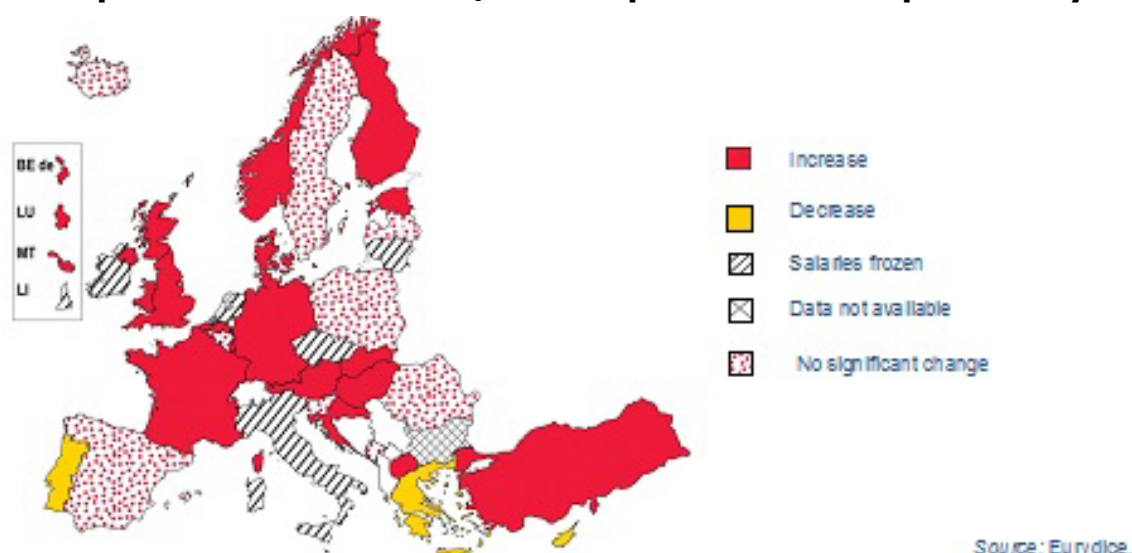 BE de
LU
MT
LI
Increase
Decrease
Salaries frozen
Data not available
No significant change
Source: Eurydice